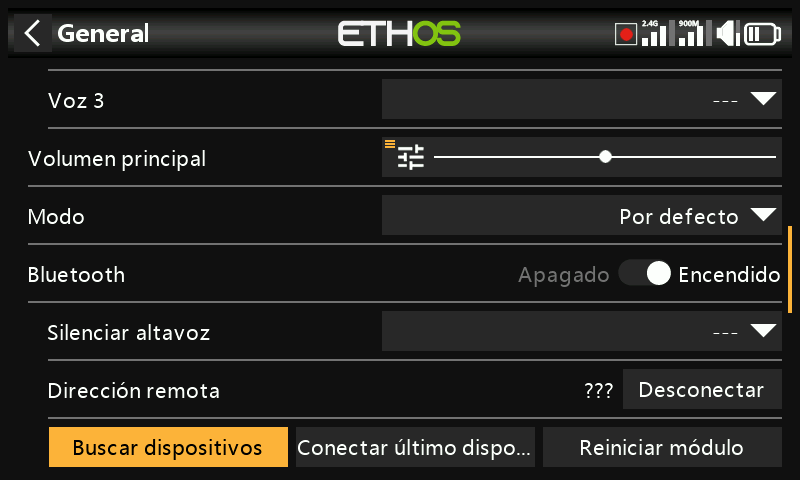 General
ETHOS
2.4G
900M
Voz 3
---
Volumen principal
Modo
Por defecto
Bluetooth
Apagado
Encendido
Silenciar altavoz
---
Dirección remota
???
Desconectar
Buscar dispositivos
Conectar último dispo...
Reiniciar módulo